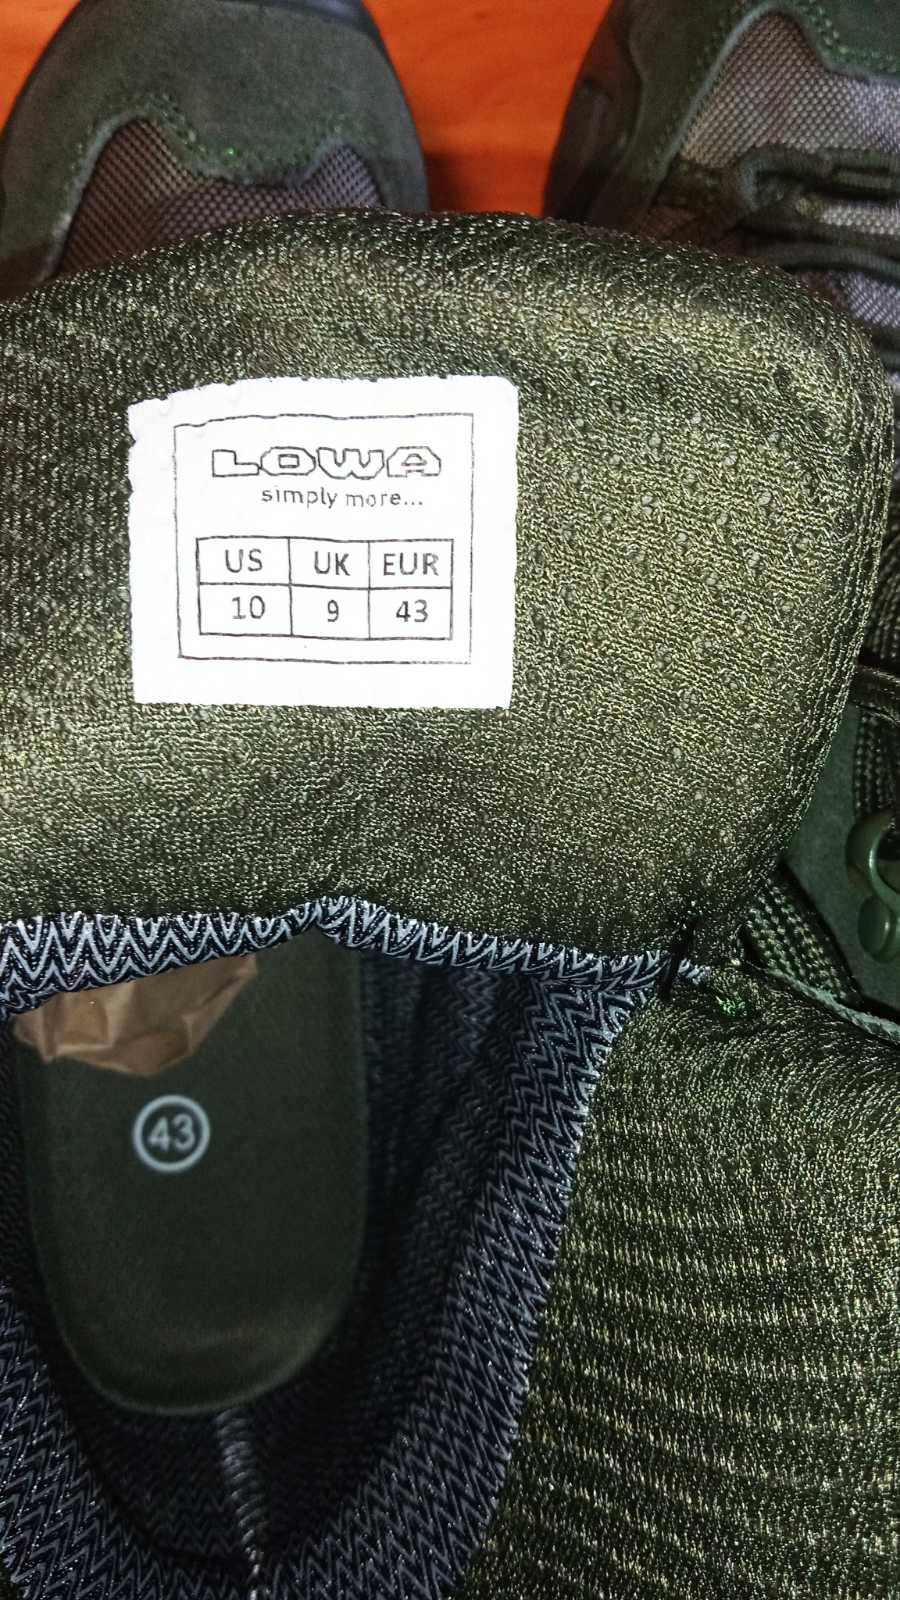 LOWA
simply more...
US UK EUR
10 9 43
43